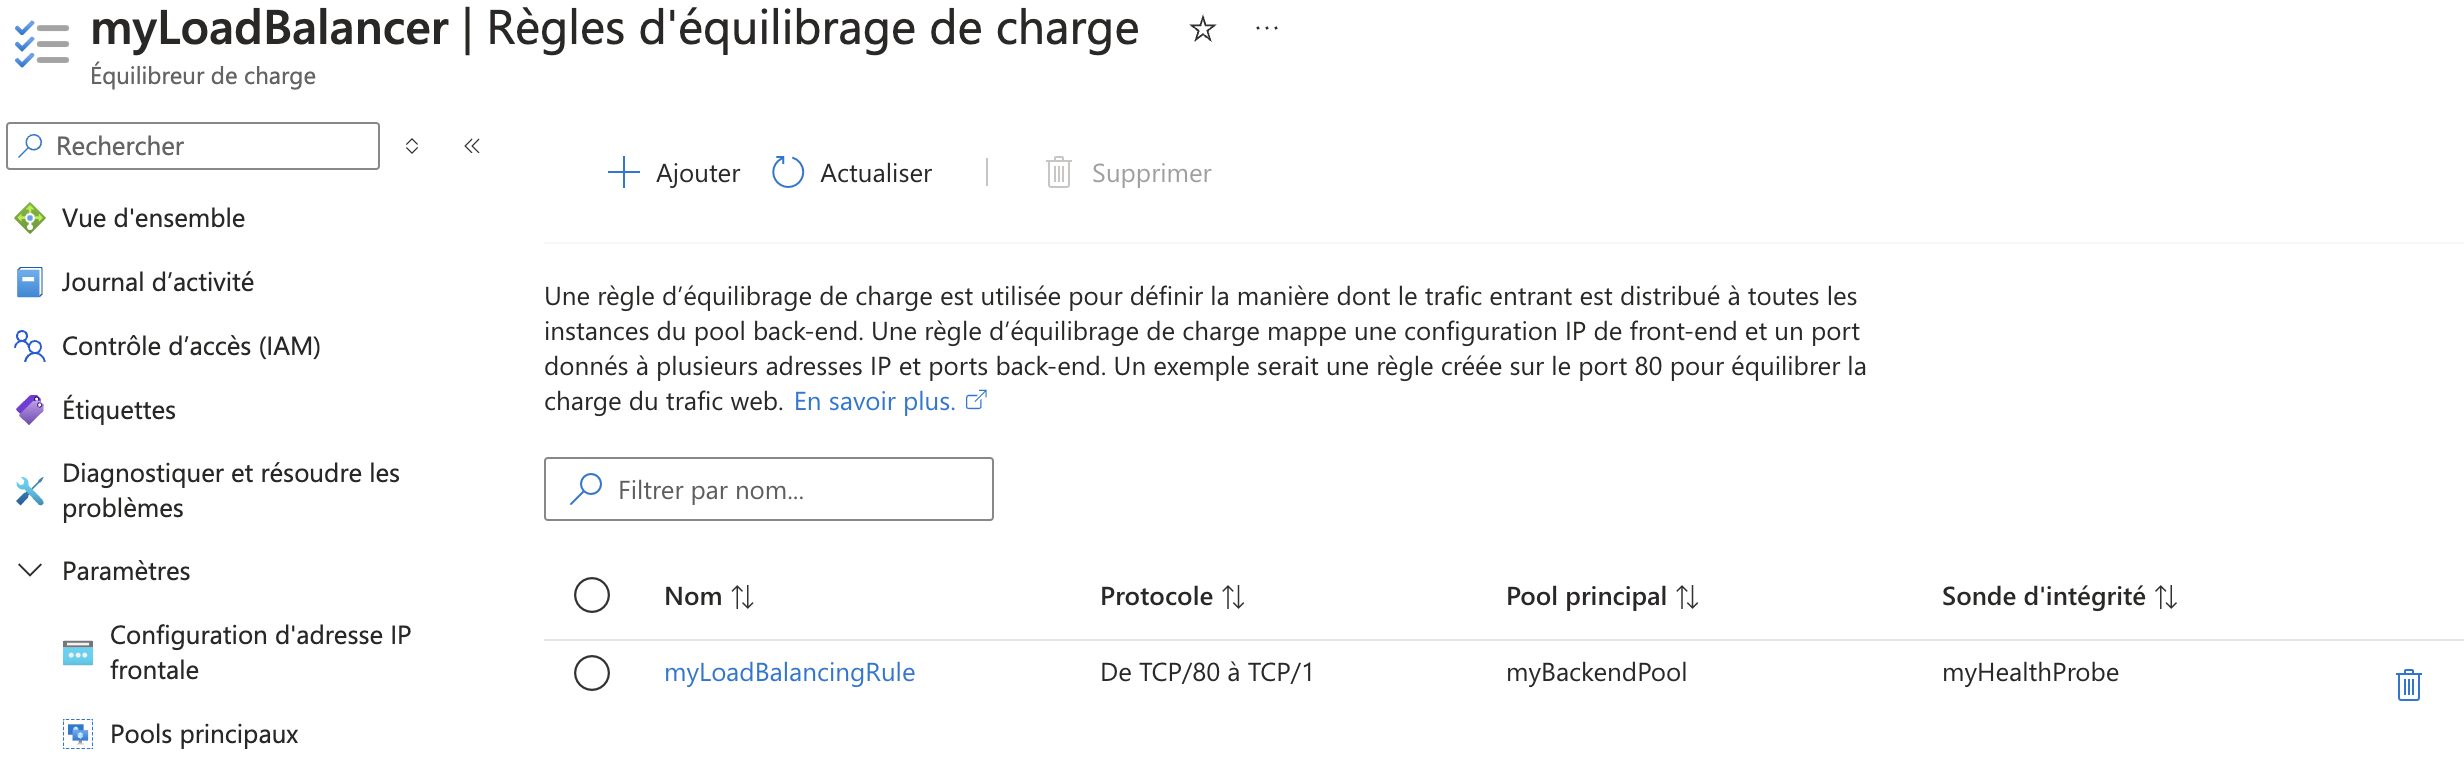 myLoadBalancer | Règles d'équilibrage de charge
Équilibreur de charge
Rechercher
Ajouter
Actualiser
Supprimer
Vue d'ensemble
Journal d’activité
Contrôle d’accès (IAM)
Étiquettes
Diagnostiquer et résoudre les
problèmes
Paramètres
Configuration d'adresse IP
frontale
Pools principaux
Une règle d’équilibrage de charge est utilisée pour définir la manière dont le trafic entrant est distribué à toutes les
instances du pool back-end. Une règle d’équilibrage de charge mappe une configuration IP de front-end et un port
donnés à plusieurs adresses IP et ports back-end. Un exemple serait une règle créée sur le port 80 pour équilibrer la
charge du trafic web. En savoir plus.
Filtrer par nom...
Nom Protocole Pool principal Sonde d'intégrité
myLoadBalancingRule De TCP/80 à TCP/1 myBackendPool myHealthProbe